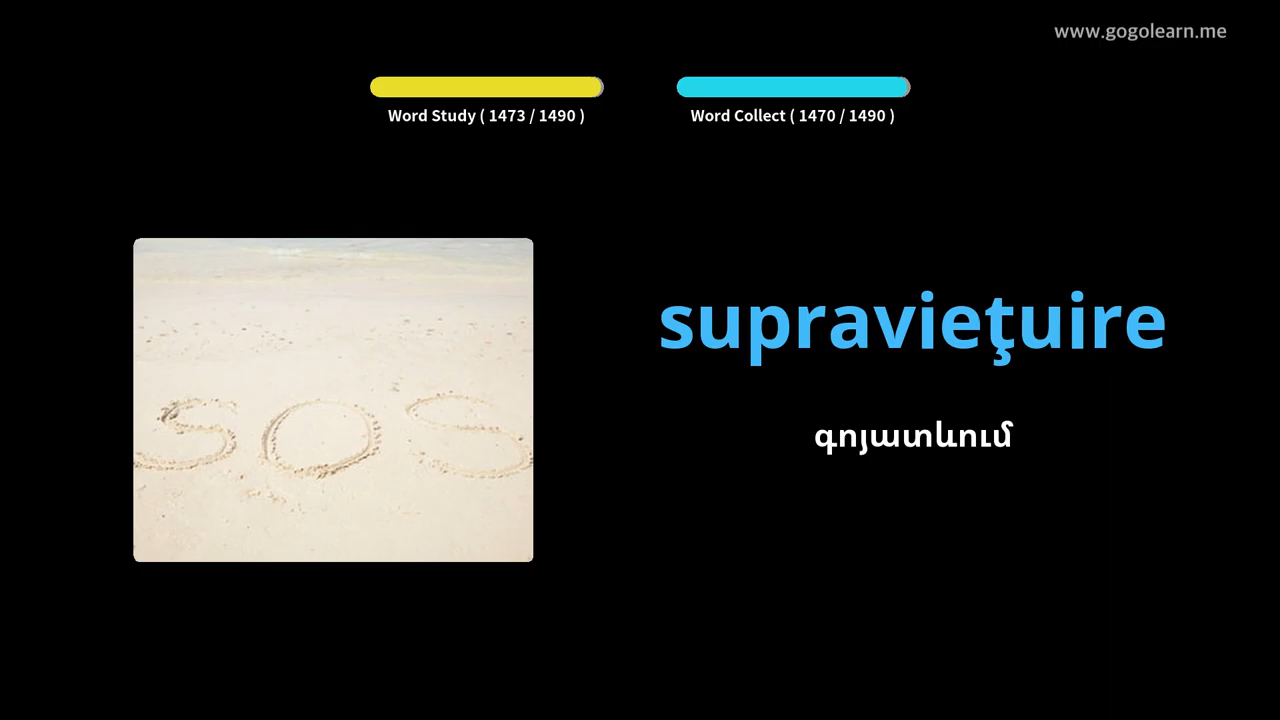 www.gogolearn.me
Word Study ( 1473 / 1490 )
Word Collect ( 1470 / 1490 )
SOS
supravieţuire
գոյատևում